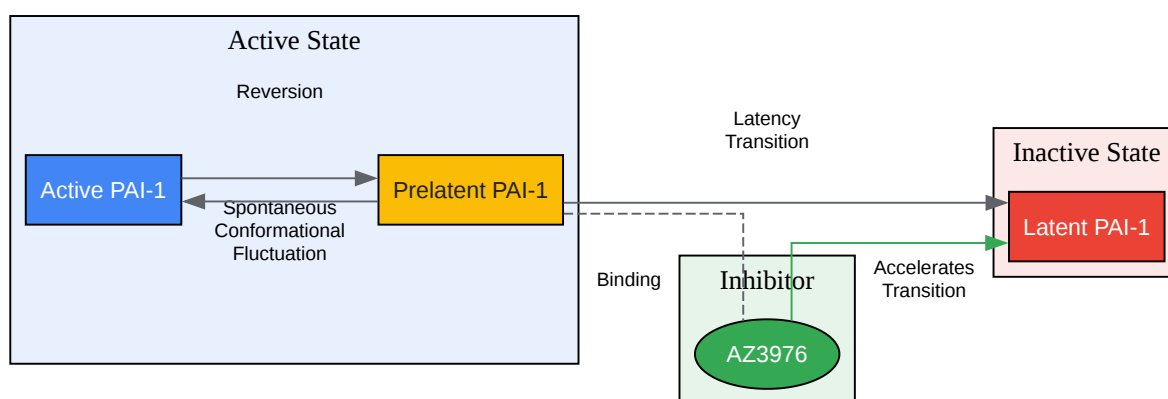 Active State
Reversion
Active PAI-1
Prelatent PAI-1
Spontaneous
Conformational
Fluctuation
Latency
Transition
Inactive State
Latent PAI-1
Binding
Inhibitor
AZ3976
Accelerates
Transition